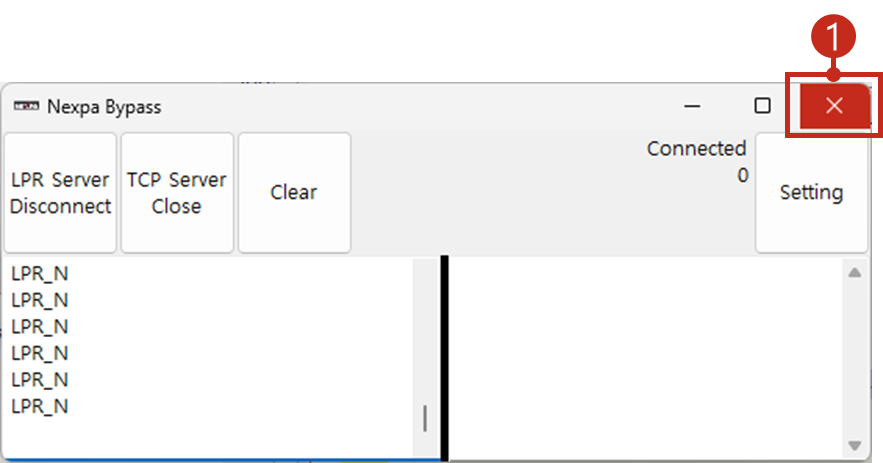 1
Nexpa Bypass
LPR Server
Disconnect
TCP Server
Close
Clear
Connected
0
Setting
LPR_N
LPR_N
LPR_N
LPR_N
LPR_N
LPR_N